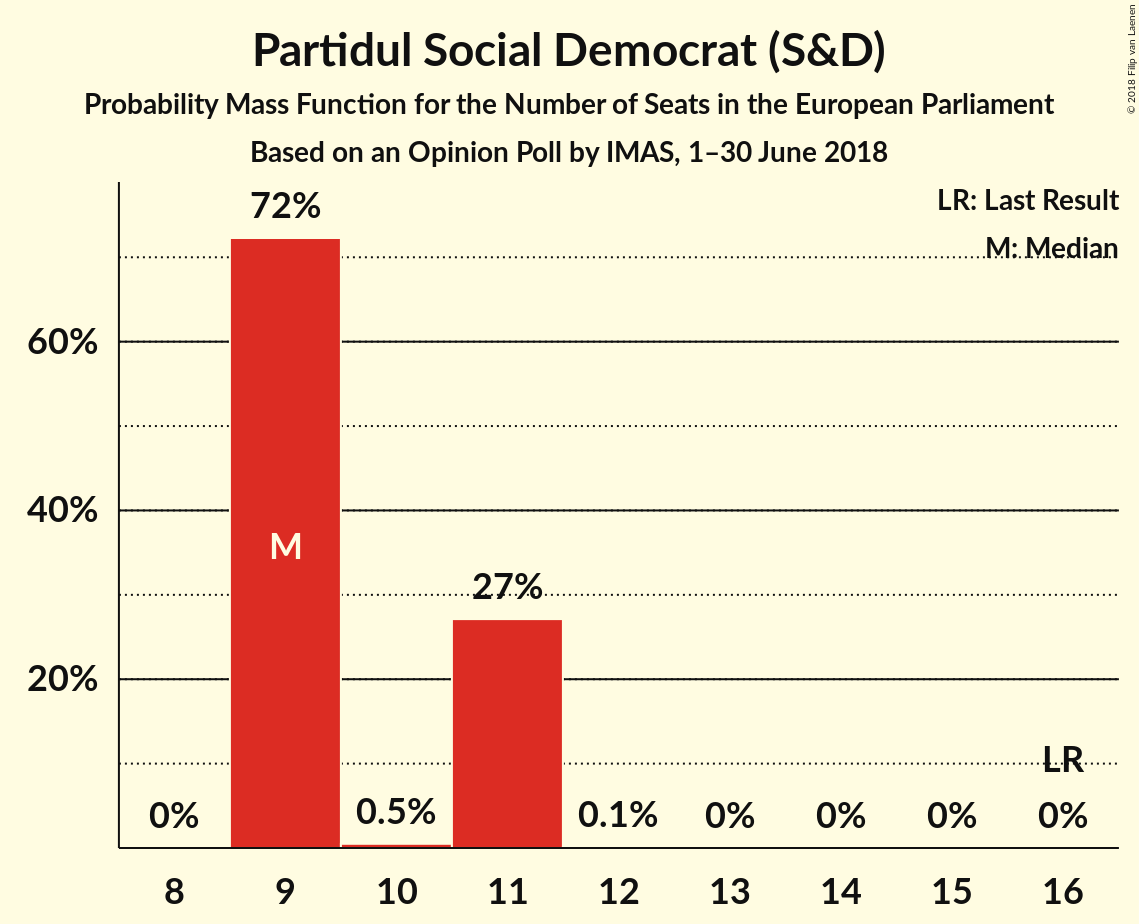 Partidul Social Democrat (S&D)
Probability Mass Function for the Number of Seats in the European Parliament
Based on an Opinion Poll by IMAS, 1–30 June 2018
© 2018 Filip van Laenen
LR: Last Result
M: Median
72%
60%
40%
20%
M
27%
LR
0%
0.5%
0.1%
0%
0%
0%
0%
8 9 10 11 12 13 14 15 16